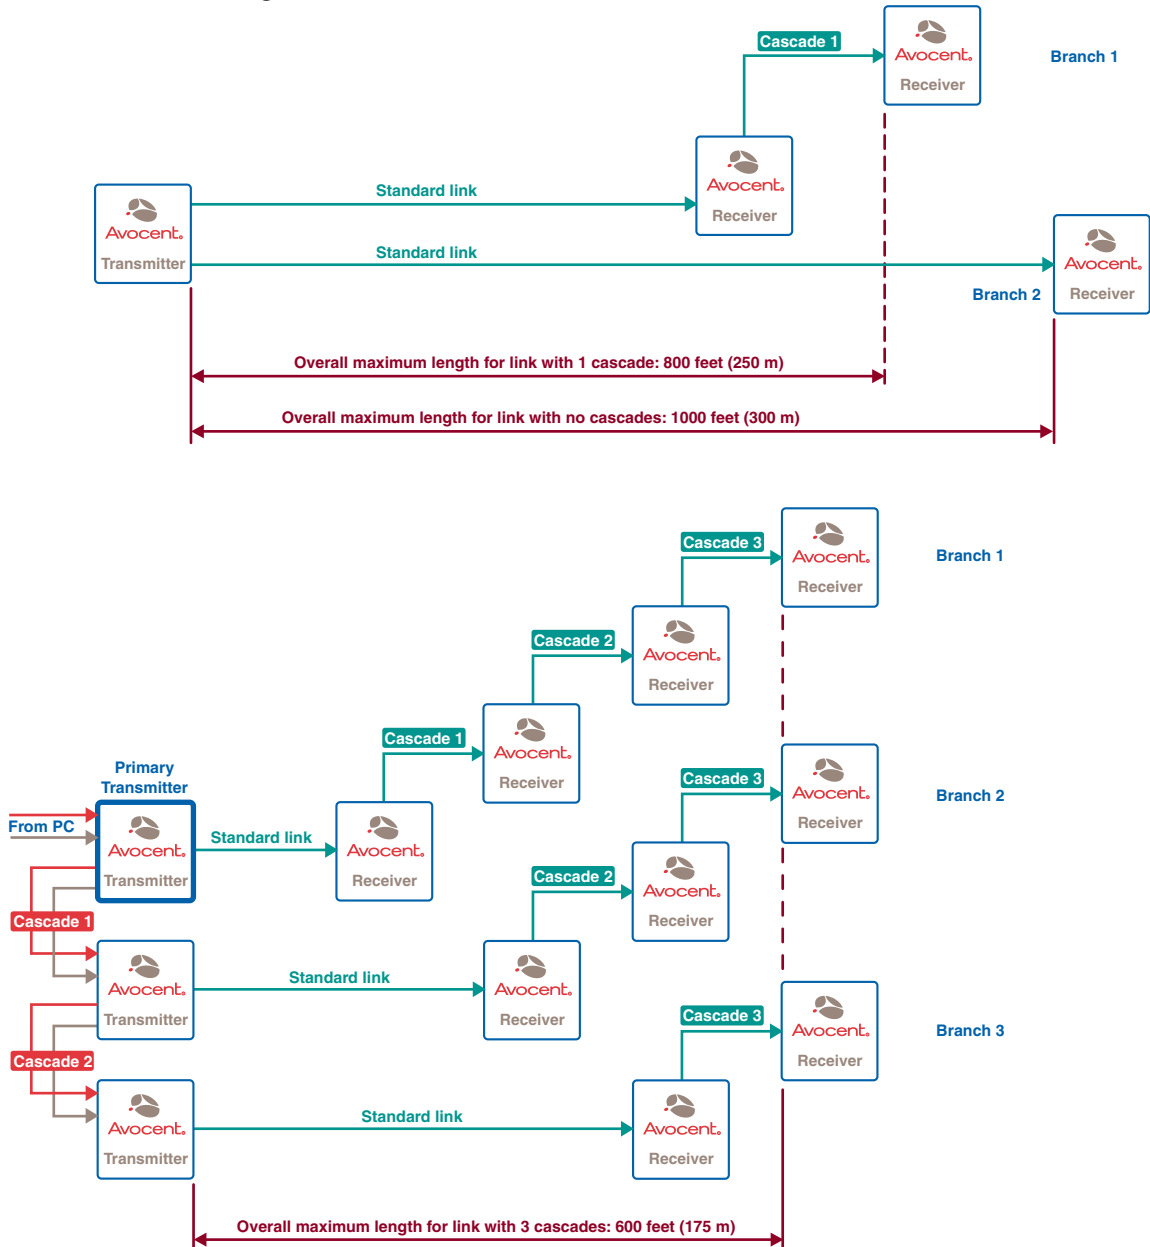 Cascade 1
Avocent®
Receiver
Branch 1
Avocent®
Receiver
Standard link
Avocent®
Transmitter
Standard link
Avocent®
Receiver
Branch 2
Overall maximum length for link with 1 cascade: 800 feet (250 m)
Overall maximum length for link with no cascades: 1000 feet (300 m)
Cascade 3
Avocent®
Receiver
Branch 1
Cascade 2
Avocent®
Receiver
Cascade 1
Avocent®
Receiver
Primary
Transmitter
From PC
Avocent®
Transmitter
Standard link
Avocent®
Receiver
Cascade 3
Avocent®
Receiver
Branch 2
Cascade 2
Avocent®
Receiver
Cascade 1
Avocent®
Transmitter
Standard link
Avocent®
Receiver
Cascade 3
Avocent®
Receiver
Branch 3
Cascade 2
Avocent®
Transmitter
Standard link
Avocent®
Receiver
Overall maximum length for link with 3 cascades: 600 feet (175 m)